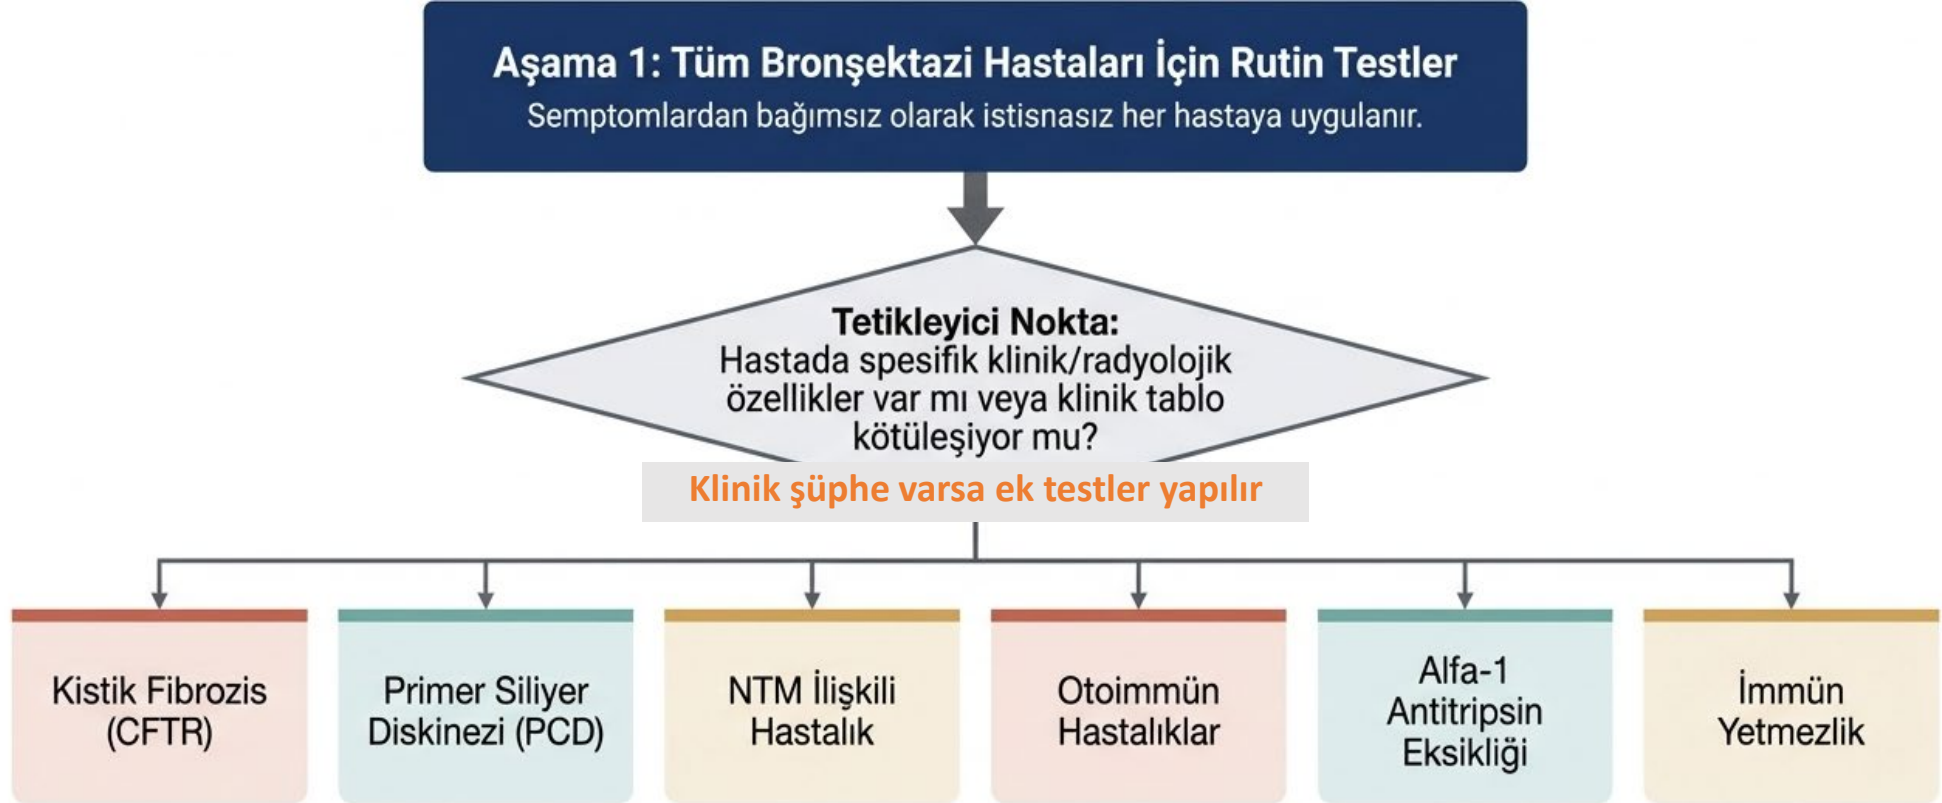 Aşama 1: Tüm Bronşektazi Hastaları İçin Rutin Testler
Semptomlardan bağımsız olarak istisnasız her hastaya uygulanır.
Tetikleyici Nokta:
Hastada spesifik klinik/radyolojik
özellikler var mı veya klinik tablo
kötüleşiyor mu?
Klinik şüphe varsa ek testler yapılır
Kistik Fibrozis
(CFTR)
Primer Siliyer
Diskinezi (PCD)
NTM İlişkili
Hastalık
Otoimmün
Hastalıklar
Alfa-1
Antitripsin
Eksikliği
İmmün
Yetmezlik